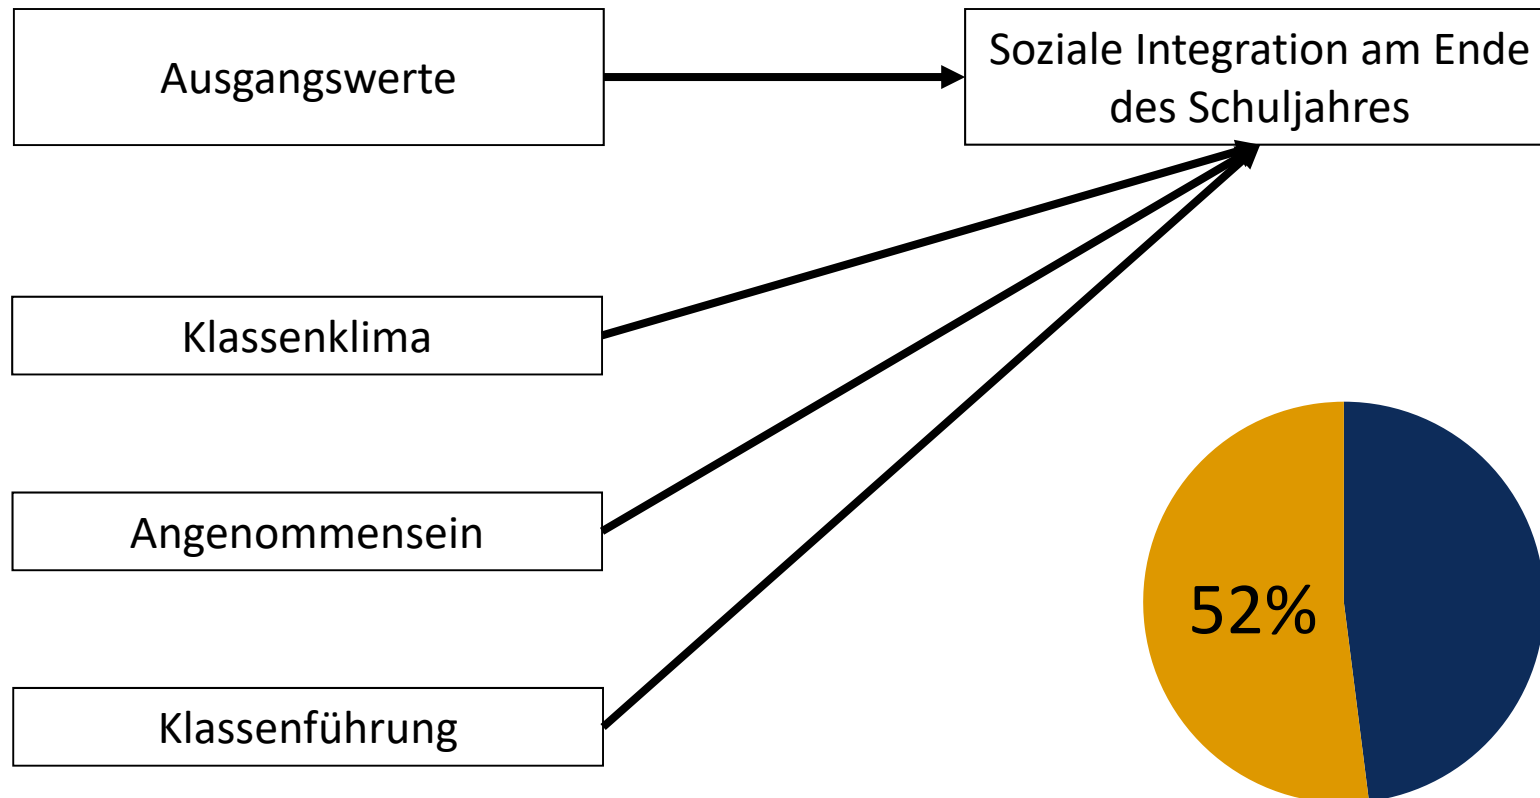 Ausgangswerte
Soziale Integration am Ende
des Schuljahres
Klassenklima
Angenommensein
Klassenführung
52%